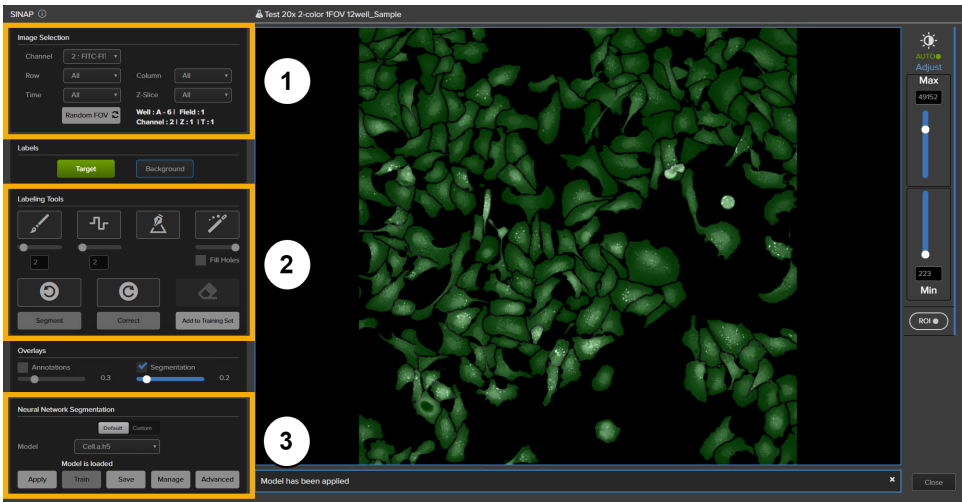 SINAP
Test 20x 2-color 1FOV 12well_Sample
Image Selection
Channel 2 : FITC-FI
Row All Column All
Time All Z-Slice All
Random FOV
Well : A - 6 | Field : 1
Channel : 2 | Z : 1 | T : 1
1
Labels
Target Background
Labeling Tools
2 2 Fill Holes
Segment Correct Add to Training Set
2
Overlays
Annotations Segmentation
0.3 0.2
Neural Network Segmentation
Default Custom
Model Cell.a.h5
Model is loaded
Apply Train Save Manage Advanced
3
Model has been applied ×
AUTO
Adjust
Max
49152
223
Min
ROI
Close